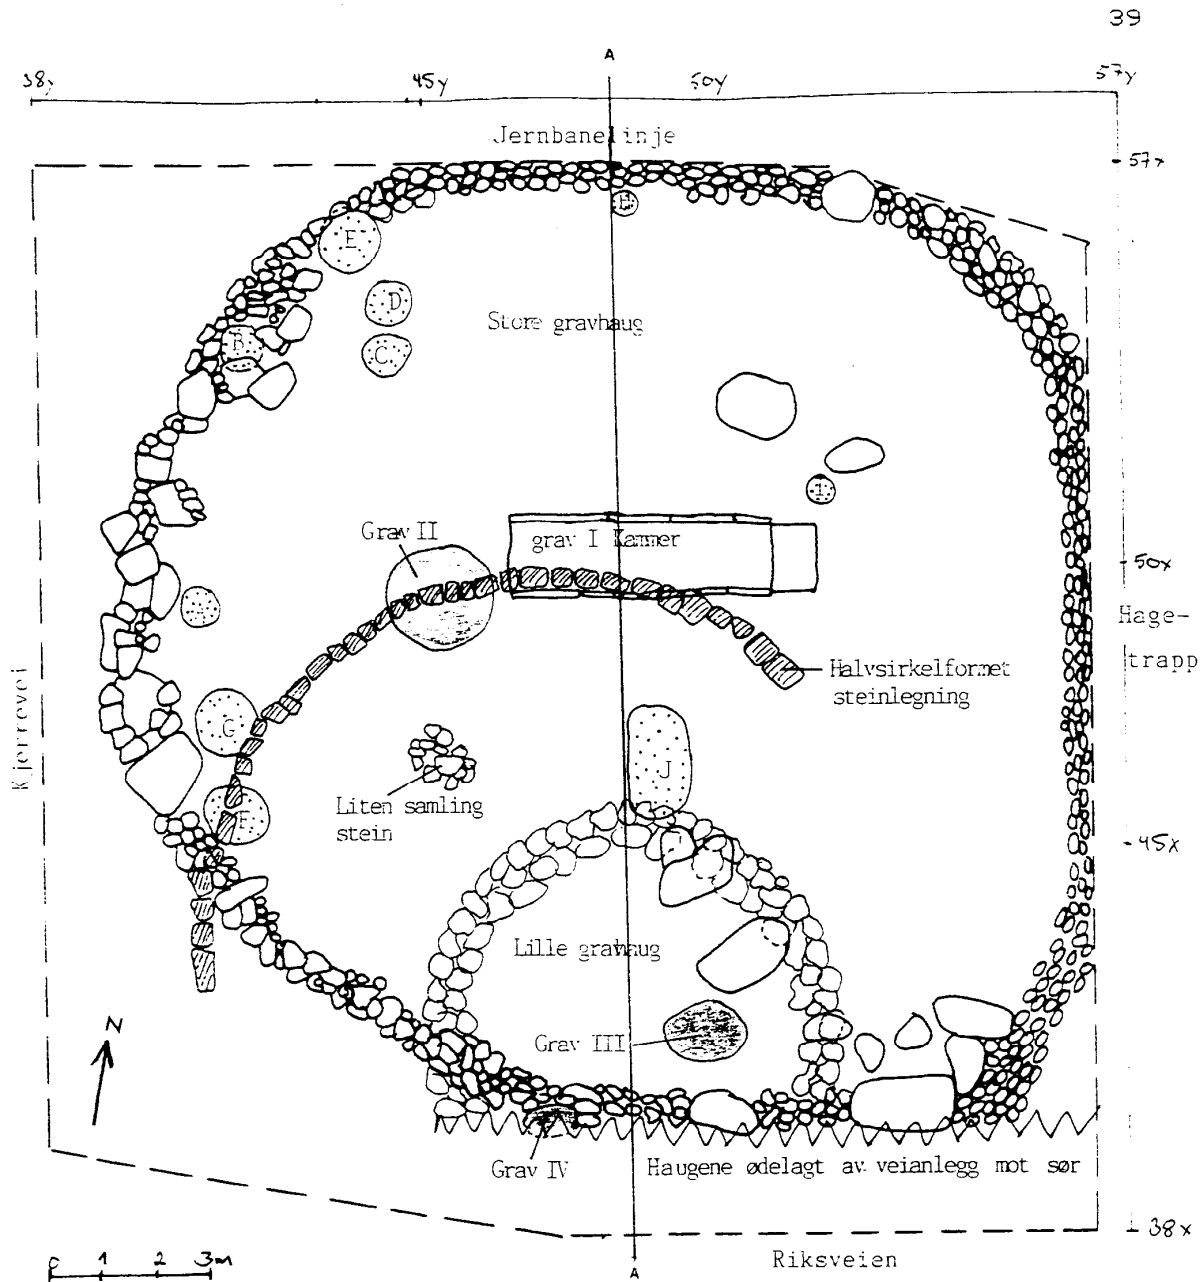 39
A
38y 45y 50y 57y
Jernbanelinje
57x
H
E
D
Store gravhaug
B
C
I
Grav II
grav I Kammer
50x
Hage-
trapp
Halvsirkelformet
steinlegning
Kjerrevei
G
J
Liten samling
stein
F
45x
Lille gravhaug
N
Grav III
Grav IV
Haugene ødelagt av veianlegg mot sør
38x
0 1 2 3m
A
Riksveien